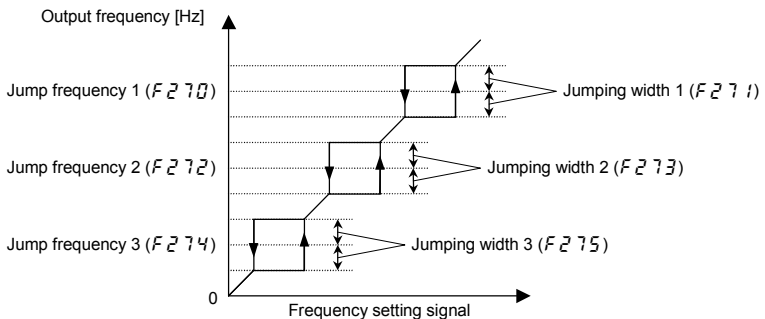 Output frequency [Hz]
Jump frequency 1 (F270)
Jumping width 1 (F271)
Jump frequency 2 (F272)
Jumping width 2 (F273)
Jump frequency 3 (F274)
Jumping width 3 (F275)
0
Frequency setting signal